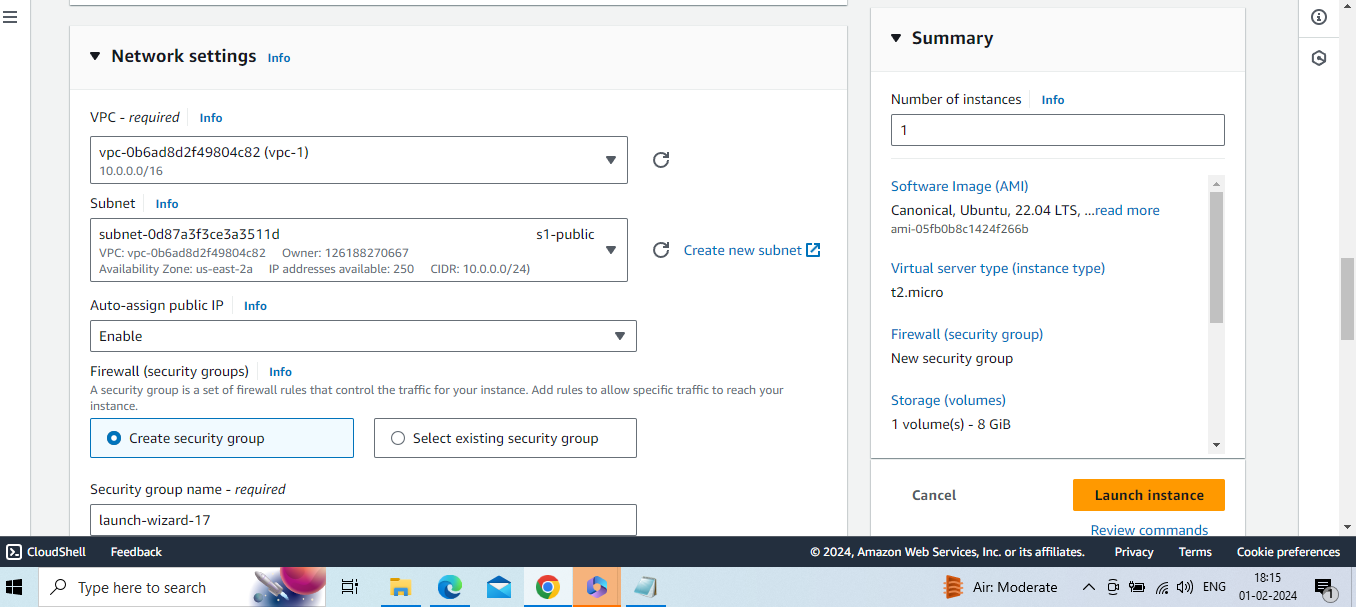 Network settings Info
VPC - required Info
vpc-0b6ad8d2f49804c82 (vpc-1)
10.0.0.0/16
Subnet Info
subnet-0d87a3f3ce3a3511d s1-public
VPC: vpc-0b6ad8d2f49804c82 Owner: 126188270667
Availability Zone: us-east-2a IP addresses available: 250 CIDR: 10.0.0.0/24)
Create new subnet
Auto-assign public IP Info
Enable
Firewall (security groups) Info
A security group is a set of firewall rules that control the traffic for your instance. Add rules to allow specific traffic to reach your
instance.
Create security group
Select existing security group
Security group name - required
launch-wizard-17
Summary
Number of instances Info
1
Software Image (AMI)
Canonical, Ubuntu, 22.04 LTS, ...read more
ami-05fb0b8c1424f266b
Virtual server type (instance type)
t2.micro
Firewall (security group)
New security group
Storage (volumes)
1 volume(s) - 8 GiB
Cancel
Launch instance
Review commands
CloudShell Feedback
© 2024, Amazon Web Services, Inc. or its affiliates. Privacy Terms Cookie preferences
Type here to search
Air: Moderate
ENG
18:15
01-02-2024
1